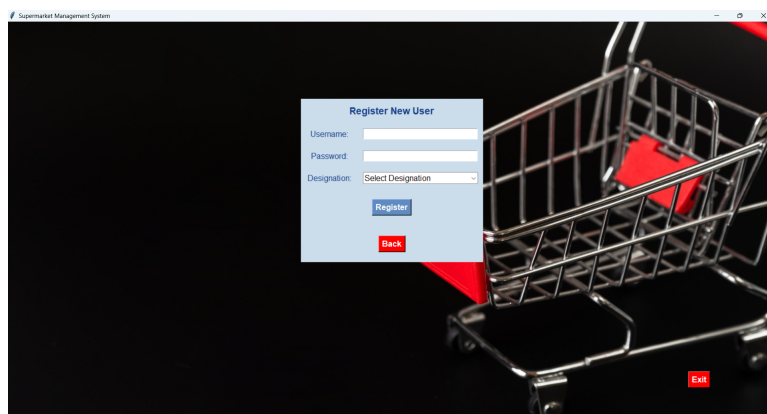 Supermarket Management System
Register New User
Username:
Password:
Designation: Select Designation
Register
Back
Exit